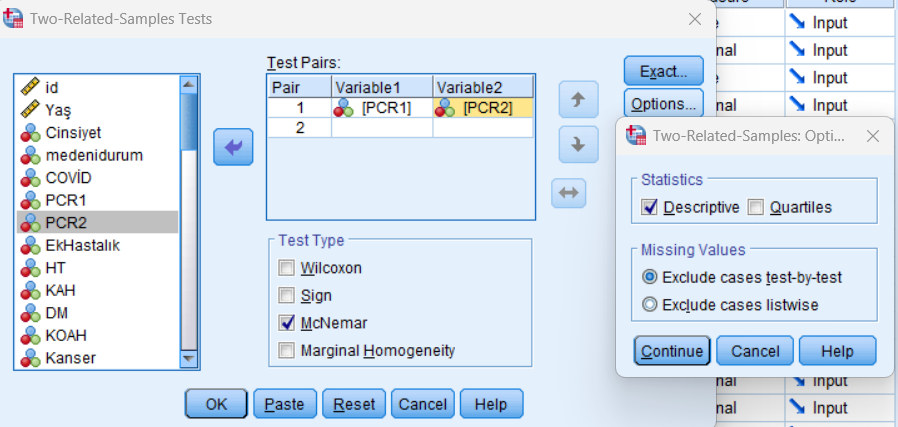 Two-Related-Samples Tests
Role
Input
nal Input
Input
nal Input
Test Pairs:
id
Yaş
Cinsiyet
medenidurum
COVİD
PCR1
PCR2
EkHastalık
HT
KAH
DM
KOAH
Kanser
Pair Variable1 Variable2
1 [PCR1] [PCR2]
2
Exact...
Options...
Test Type
Wilcoxon
Sign
McNemar
Marginal Homogeneity
OK Paste Reset Cancel Help
Two-Related-Samples: Opti...
Statistics
Descriptive Quartiles
Missing Values
Exclude cases test-by-test
Exclude cases listwise
Continue Cancel Help
nal Input
nal Input